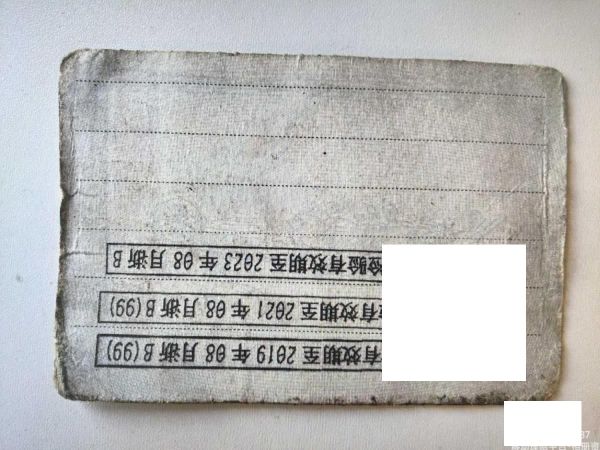 有效期至 2019 年 08 月浙 B (99)
有效期至 2021 年 08 月浙 B (99)
验有效期至 2023 年 08 月浙 B
37